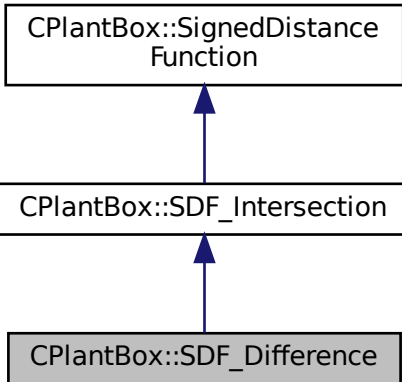 CPlantBox::SignedDistance
Function
CPlantBox::SDF_Intersection
CPlantBox::SDF_Difference